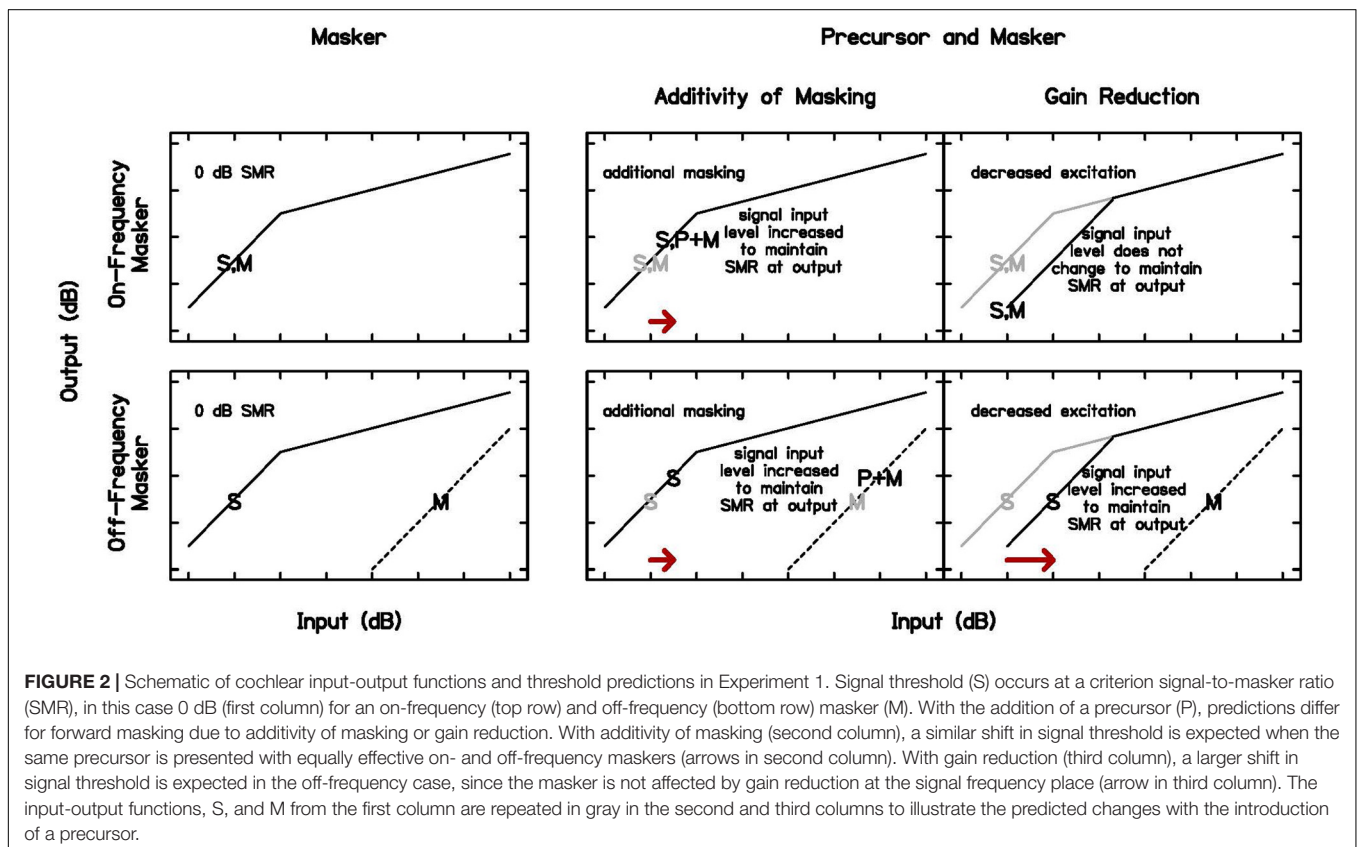 Masker
Precursor and Masker
Additivity of Masking
Gain Reduction
Output (dB)
On-Frequency
Masker
0 dB SMR
S,M
additional masking
signal input
level increased
to maintain
SMR at output
S,P+M
S,M
decreased excitation
signal input
level does not
change to maintain
SMR at output
S,M
S,M
Off-Frequency
Masker
0 dB SMR
S
M
additional masking
signal input
level increased
to maintain
SMR at output
S
S
P+M
M
decreased excitation
signal input
level increased
to maintain
SMR at output
S
S
M
Input (dB)
Input (dB)
FIGURE 2 | Schematic of cochlear input-output functions and threshold predictions in Experiment 1. Signal threshold (S) occurs at a criterion signal-to-masker ratio
(SMR), in this case 0 dB (first column) for an on-frequency (top row) and off-frequency (bottom row) masker (M). With the addition of a precursor (P), predictions differ
for forward masking due to additivity of masking or gain reduction. With additivity of masking (second column), a similar shift in signal threshold is expected when the
same precursor is presented with equally effective on- and off-frequency maskers (arrows in second column). With gain reduction (third column), a larger shift in
signal threshold is expected in the off-frequency case, since the masker is not affected by gain reduction at the signal frequency place (arrow in third column). The
input-output functions, S, and M from the first column are repeated in gray in the second and third columns to illustrate the predicted changes with the introduction
of a precursor.